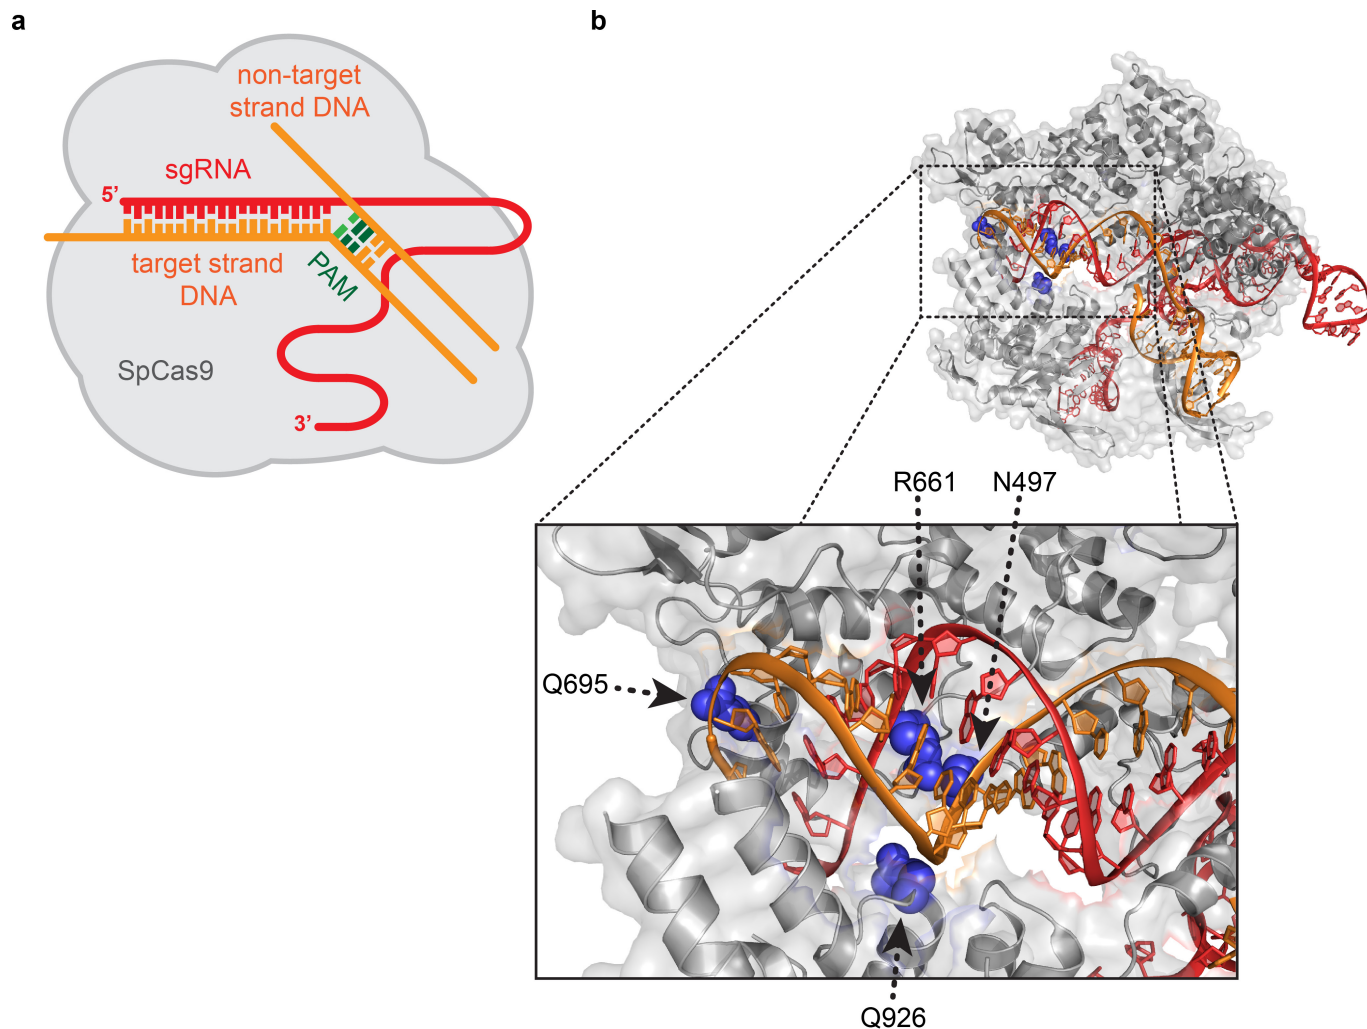 a
b
non-target
strand DNA
sgRNA
5’
target strand
DNA
PAM
SpCas9
3’
R661
N497
Q695
Q926